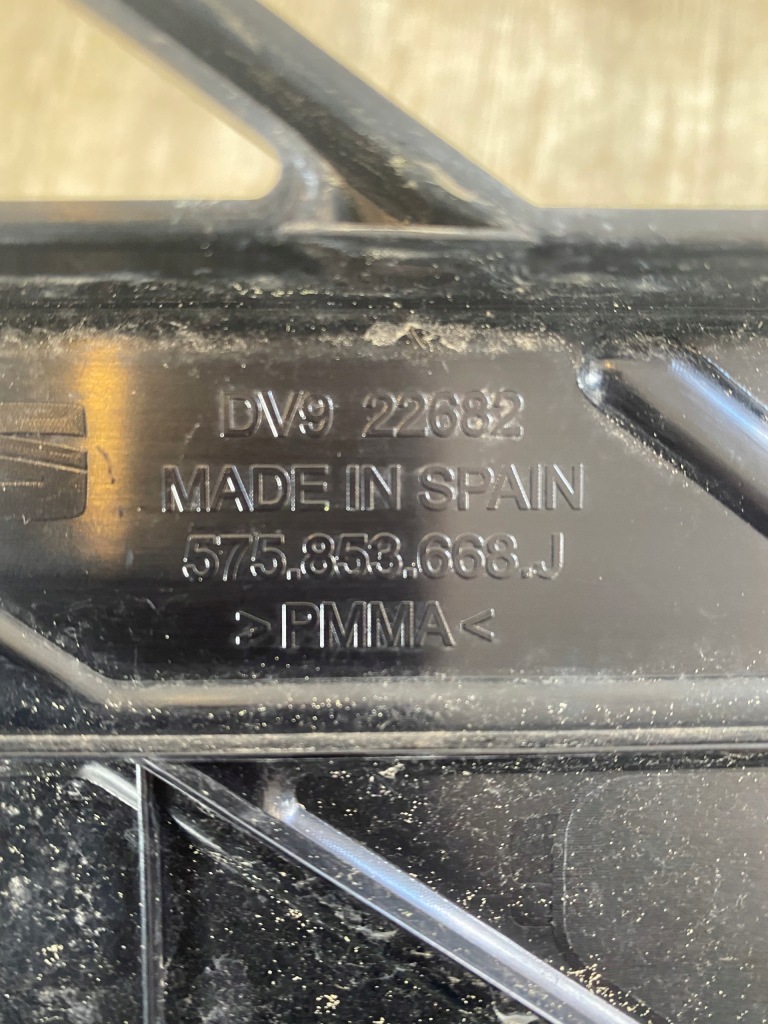 DV9 22682
MADE IN SPAIN
575.853.668.J
>PMMA<